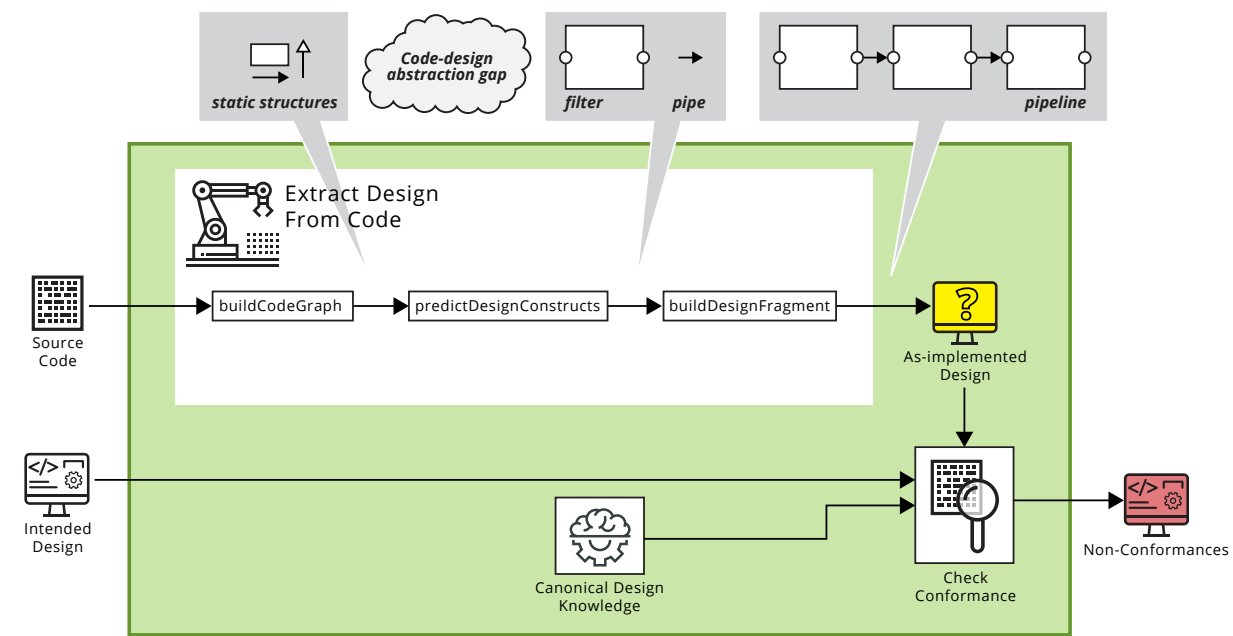 static structures
Code-design
abstraction gap
filter
pipe
pipeline
Extract Design
From Code
buildCodeGraph
predictDesignConstructs
buildDesignFragment
Source
Code
?
As-implemented
Design
</>
Intended
Design
Canonical Design
Knowledge
Check
Conformance
</>
Non-Conformances